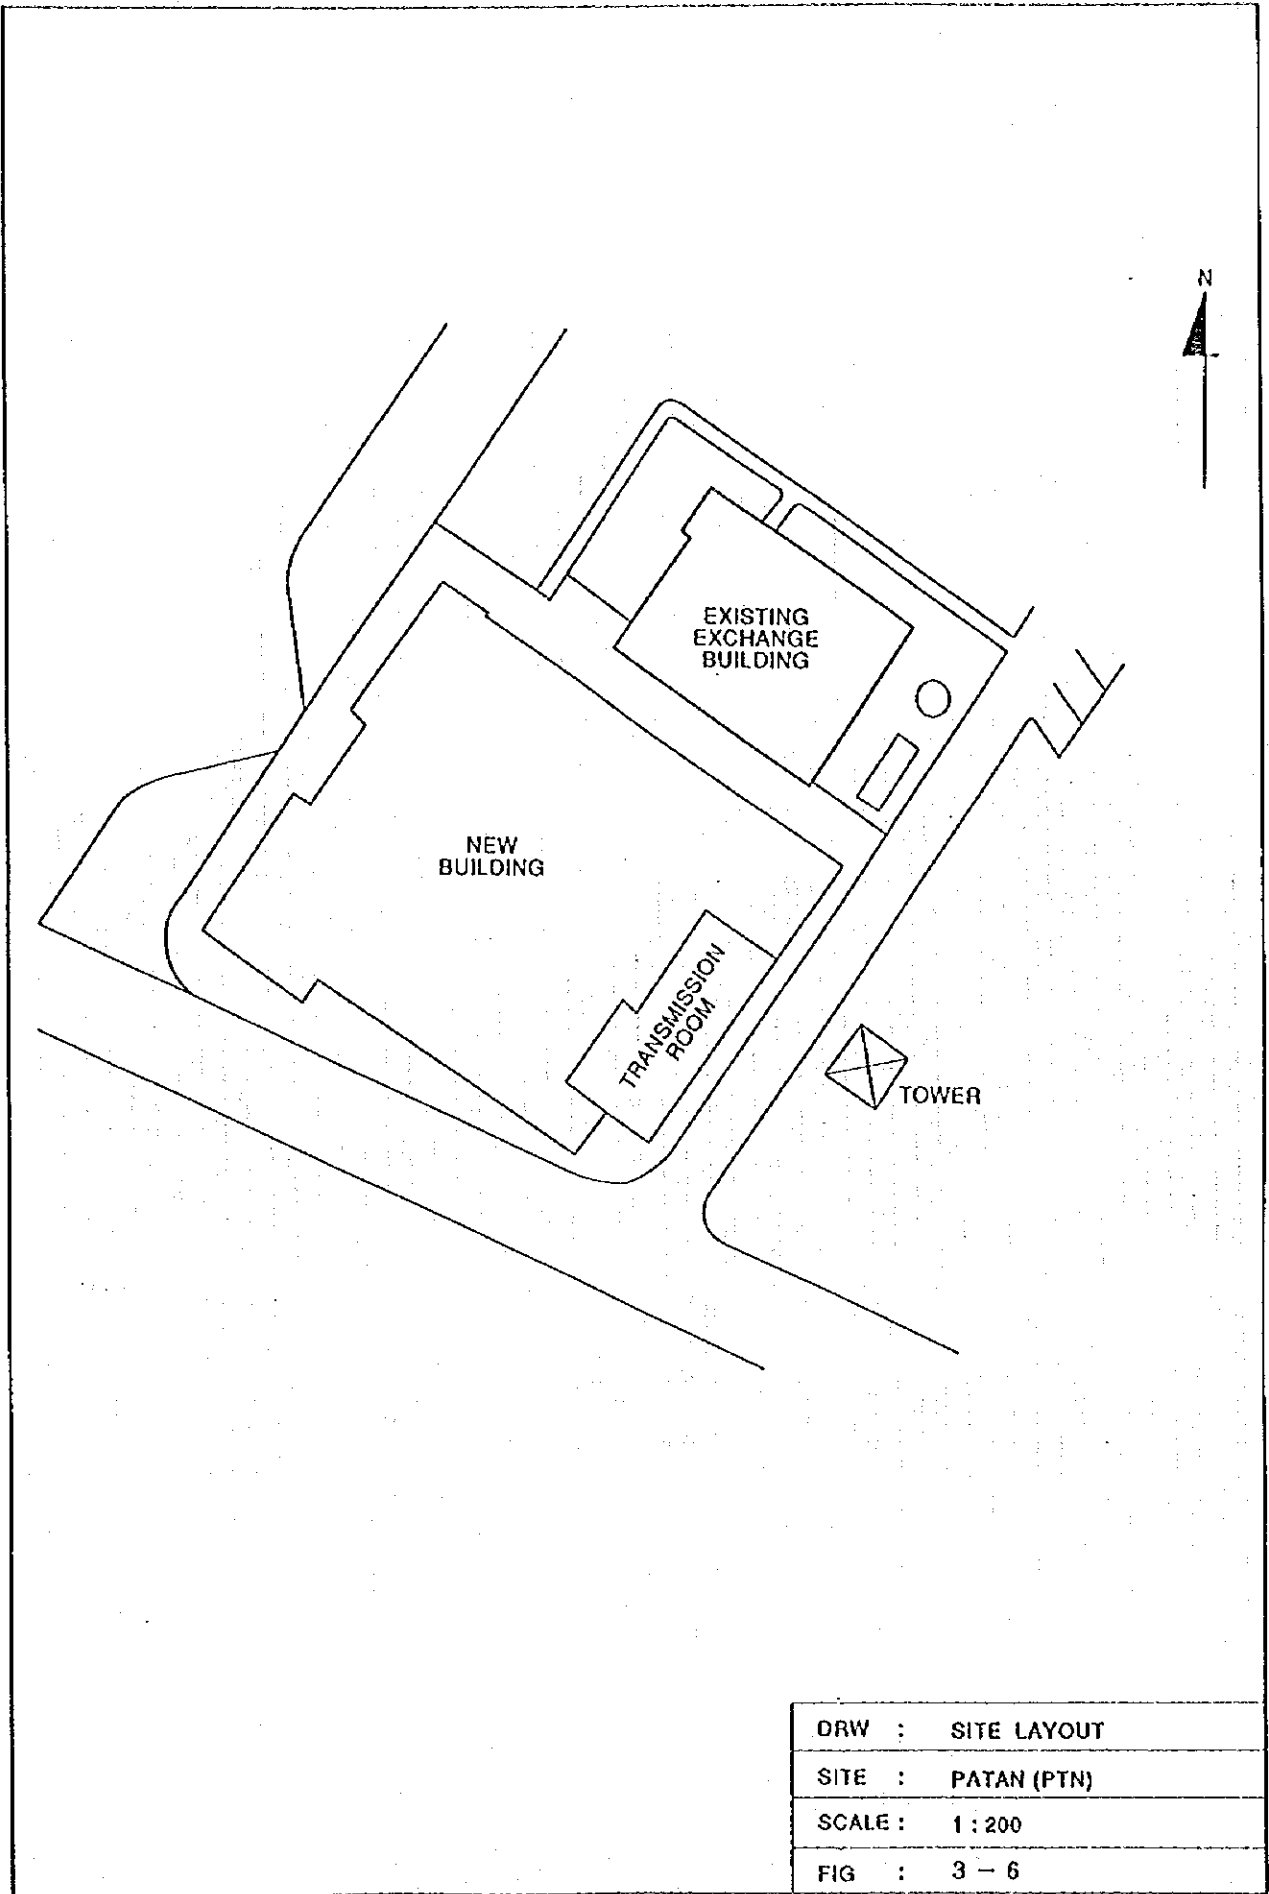 N
EXISTING
EXCHANGE
BUILDING
NEW
BUILDING
TRANSMISSION
ROOM
TOWER
DRW : SITE LAYOUT
SITE : PATAN (PTN)
SCALE : 1 : 200
FIG : 3 - 6